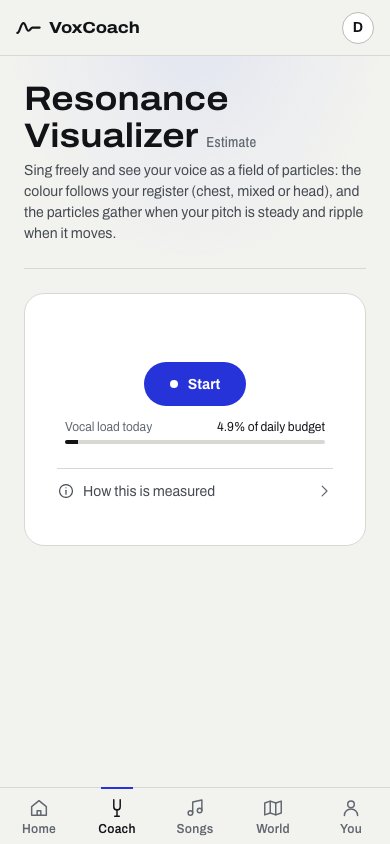 VoxCoach
D
Resonance
Visualizer Estimate
Sing freely and see your voice as a field of particles: the
colour follows your register (chest, mixed or head), and
the particles gather when your pitch is steady and ripple
when it moves.
Start
Vocal load today 4.9% of daily budget
How this is measured
Home Coach Songs World You